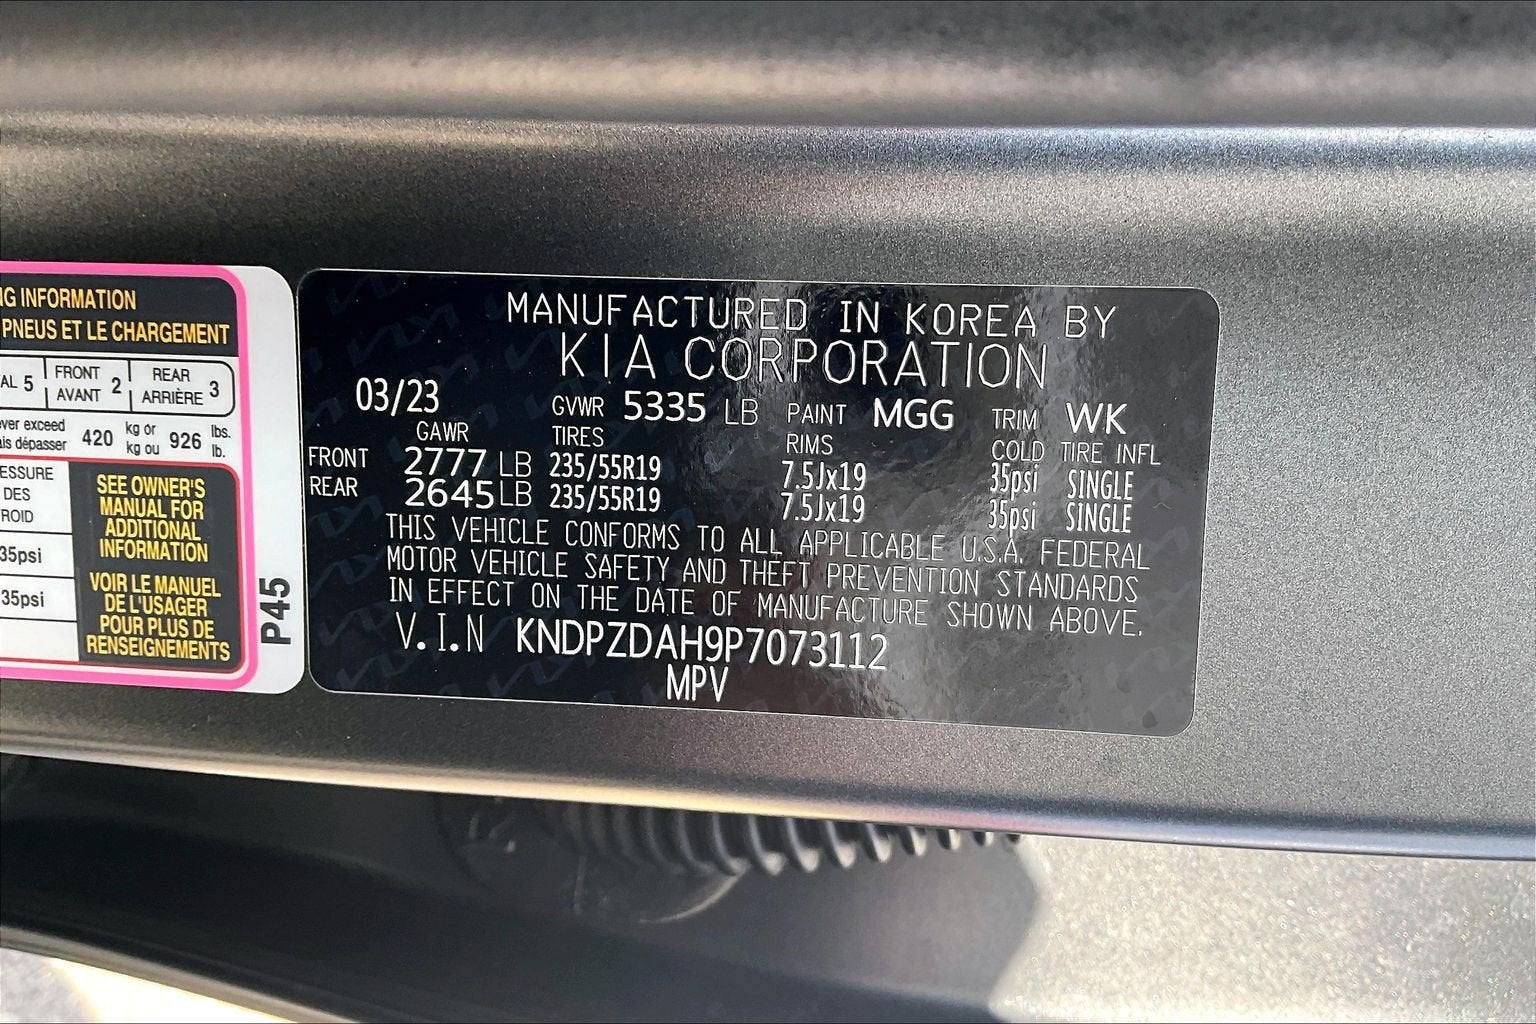 NG INFORMATION
PNEUS ET LE CHARGEMENT
AL 5 FRONT AVANT 2 REAR ARRIÈRE 3
ver exceed
ais dépasser 420 kg or kg ou 926 lbs. lb.
ESSURE
DES
ROID
35psi
35psi
SEE OWNER'S
MANUAL FOR
ADDITIONAL
INFORMATION
VOIR LE MANUEL
DE L'USAGER
POUR PLUS DE
RENSEIGNEMENTS
P45
MANUFACTURED IN KOREA BY
KIA CORPORATION
03/23 GVWR 5335 LB PAINT MGG TRIM WK
GAWR TIRES RIMS COLD TIRE INFL
FRONT 2777 LB 235/55R19 7.5Jx19 35psi SINGLE
REAR 2645 LB 235/55R19 7.5Jx19 35psi SINGLE
THIS VEHICLE CONFORMS TO ALL APPLICABLE U.S.A. FEDERAL
MOTOR VEHICLE SAFETY AND THEFT PREVENTION STANDARDS
IN EFFECT ON THE DATE OF MANUFACTURE SHOWN ABOVE.
V.I.N KNDPZDAH9P7073112
MPV